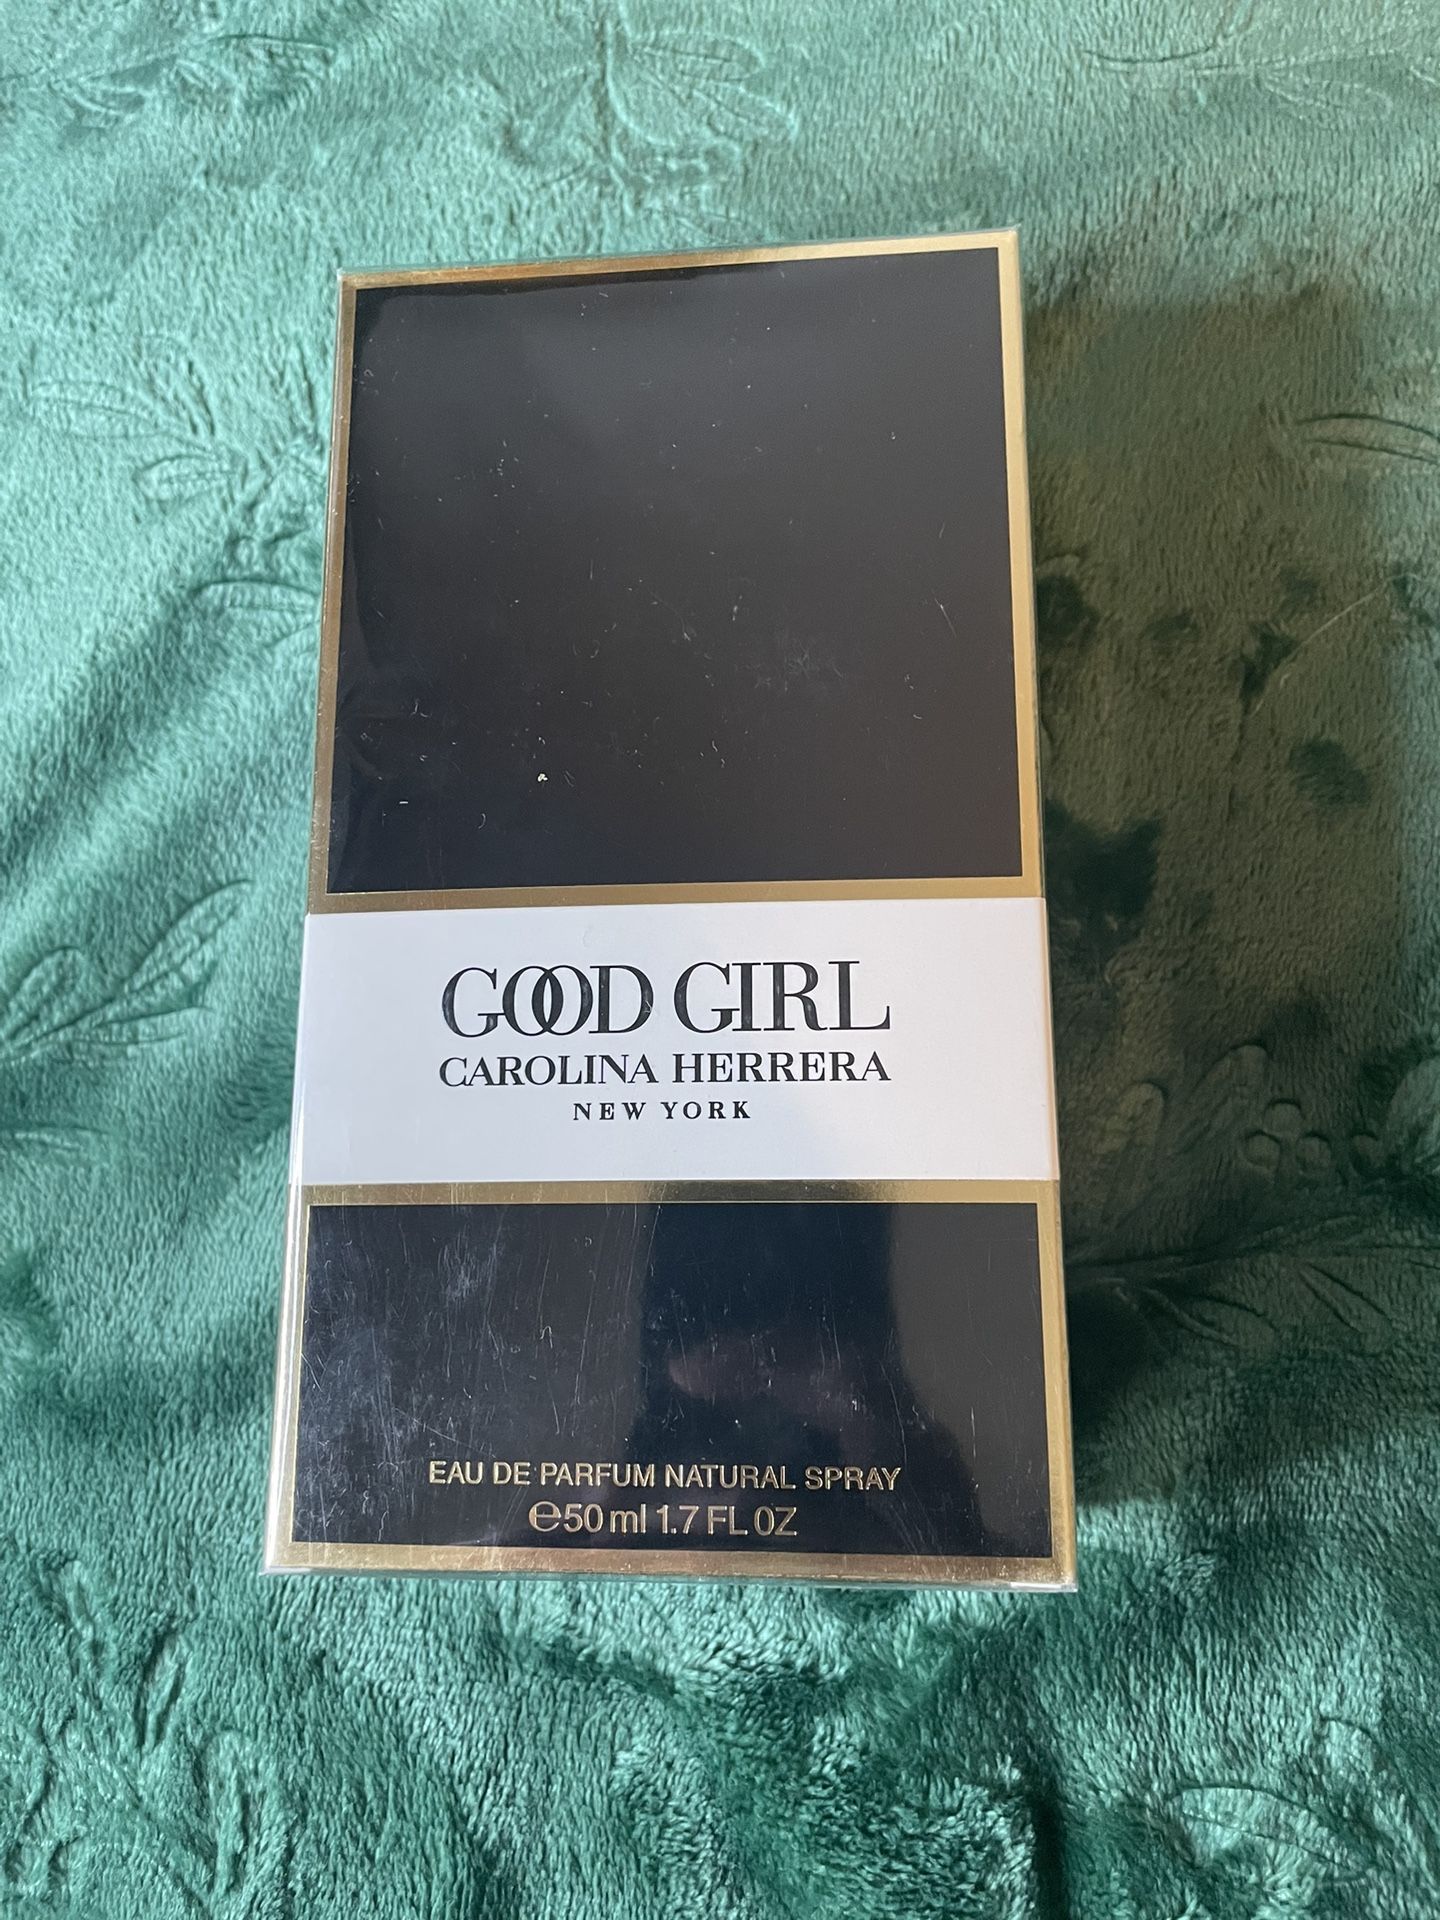 GOOD GIRL
CAROLINA HERRERA
NEW YORK
EAU DE PARFUM NATURAL SPRAY
℮50 ml 1.7 FL OZ